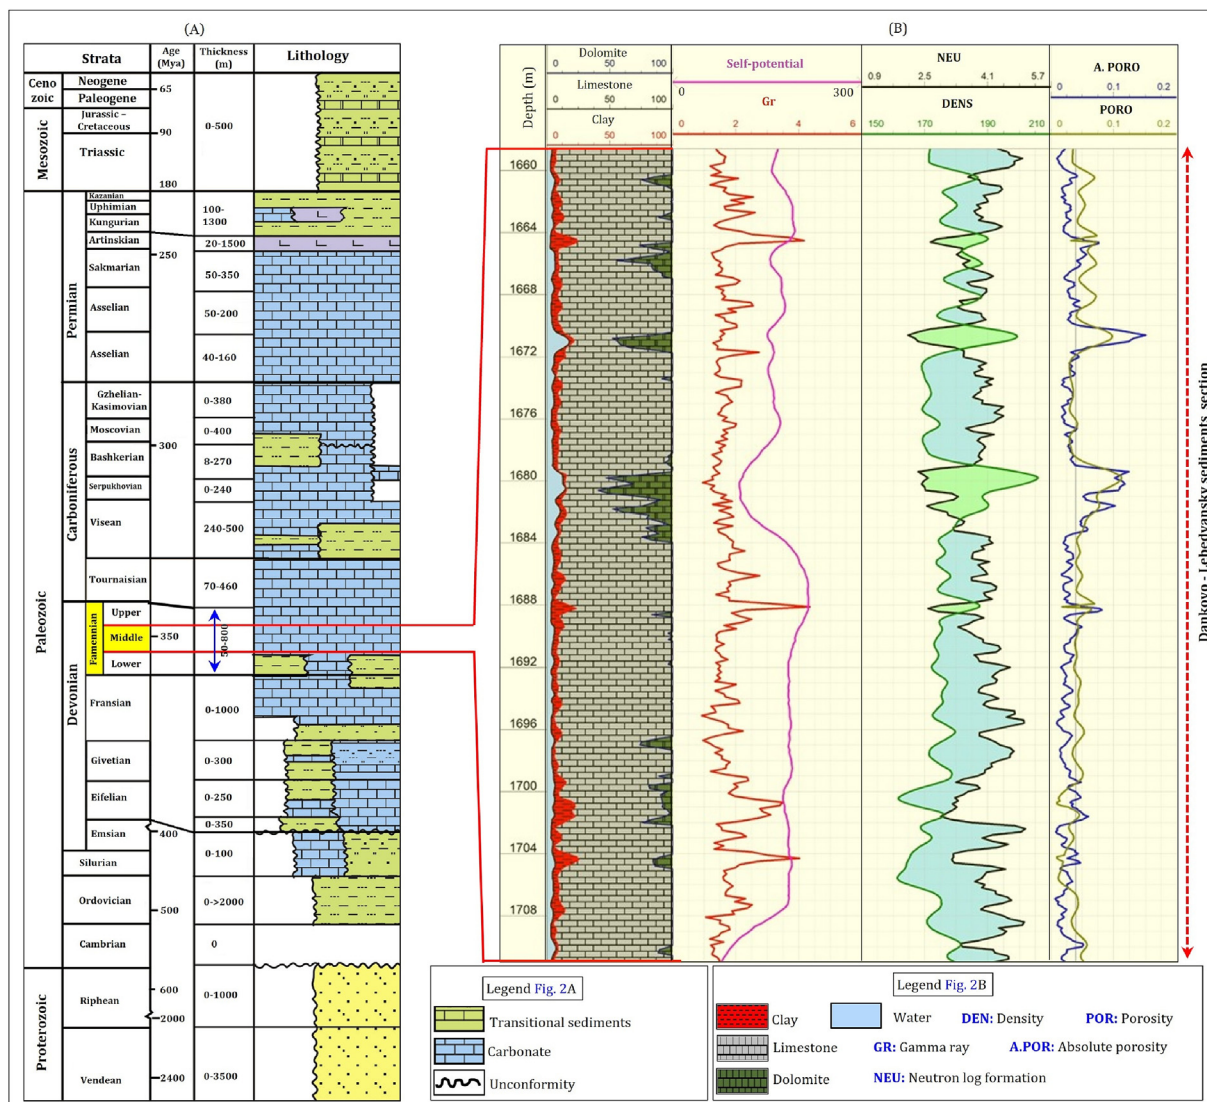 (A)
Strata
Age
(Mya)
Thickness
(m)
Lithology
Ceno
zoic
Neogene
65
Paleogene
Mesozoic
Jurassic –
Cretaceous
90
0-500
Triassic
180
Paleozoic
Permian
Kazanian
Uphimian
100-
1300
Kungurian
Artinskian
20-1500
250
Sakmarian
50-350
Asselian
50-200
Asselian
40-160
Carboniferous
Gzhelian-
Kasimovian
0-380
Moscovian
0-400
300
Bashkerian
8-270
Serpukhovian
0-240
Visean
240-500
Tournaisian
70-460
Devonian
Famennian
Upper
Middle
350
50-800
Lower
Fransian
0-1000
Givetian
0-300
Eifelian
0-250
0-350
Emsian
400
0-100
Silurian
Ordovician
0->2000
500
Cambrian
0
Proterozoic
Riphean
600
0-1000
2000
Vendean
2400
0-3500
(B)
Depth (m)
Dolomite
0 50 100
Limestone
0 50 100
Clay
0 50 100
Self-potential
0 300
Gr
0 2 4 6
NEU
0.9 2.5 4.1 5.7
DENS
150 170 190 210
A. PORO
0 0.1 0.2
PORO
0 0.1 0.2
1660
1664
1668
1672
1676
1680
1684
1688
1692
1696
1700
1704
1708
Dankovo - Lebedyansky sediments, section
Legend Fig. 2A
Transitional sediments
Carbonate
Unconformity
Legend Fig. 2B
Clay
Water
DEN: Density
POR: Porosity
Limestone
GR: Gamma ray
A.POR: Absolute porosity
Dolomite
NEU: Neutron log formation